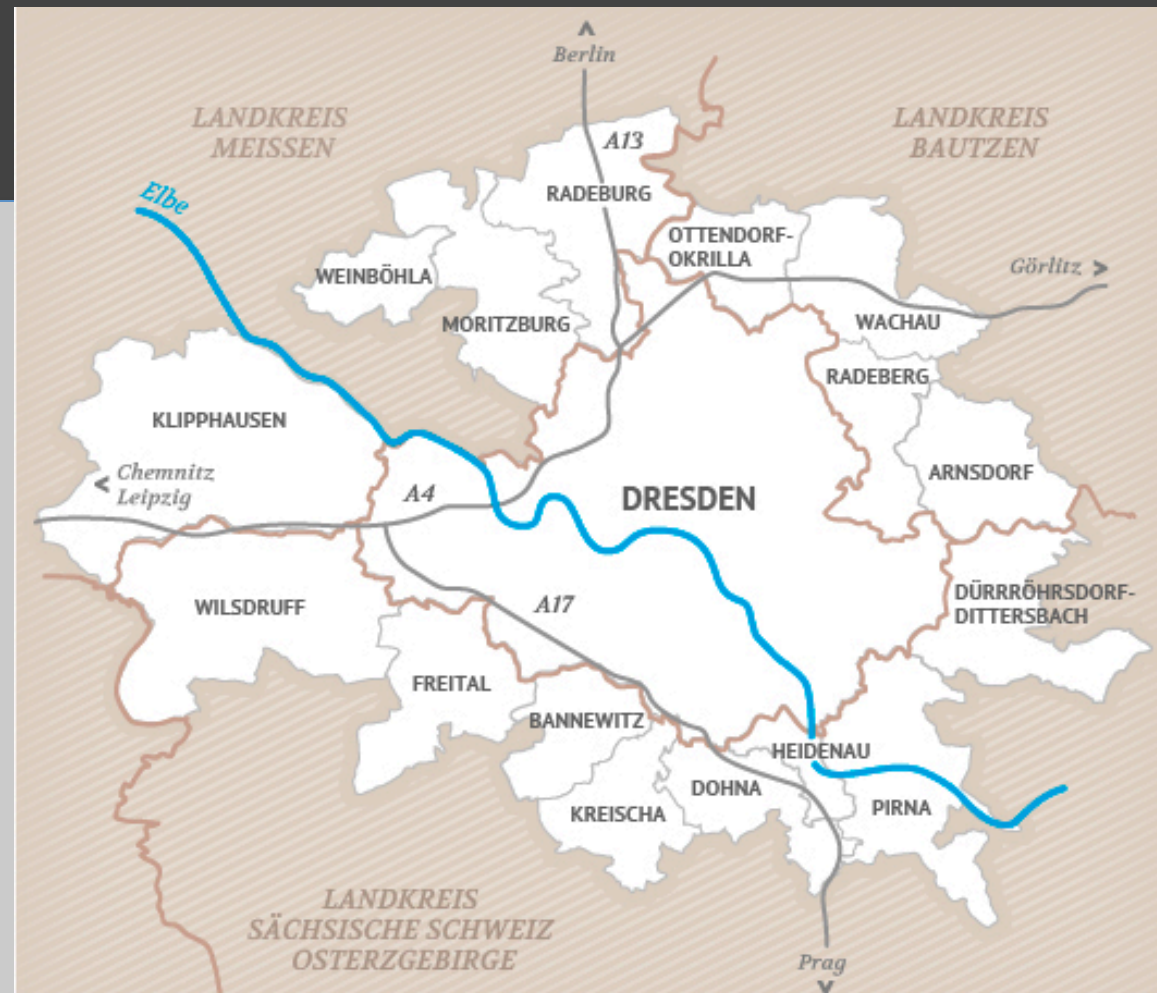 Berlin
LANDKREIS
MEISSEN
LANDKREIS
BAUTZEN
A13
Elbe
RADEBURG
OTTENDORF-
OKRILLA
WEINBÖHLA
Görlitz >
MORITZBURG
WACHAU
RADEBERG
KLIPPHAUSEN
< Chemnitz
Leipzig
ARNSDORF
A4
DRESDEN
WILSDRUFF
A17
DÜRRRÖHRSDORF-
DITTERSBACH
FREITAL
BANNEWITZ
HEIDENAU
DOHNA
KREISCHA
PIRNA
LANDKREIS
SÄCHSISCHE SCHWEIZ
OSTERZGEBIRGE
Prag